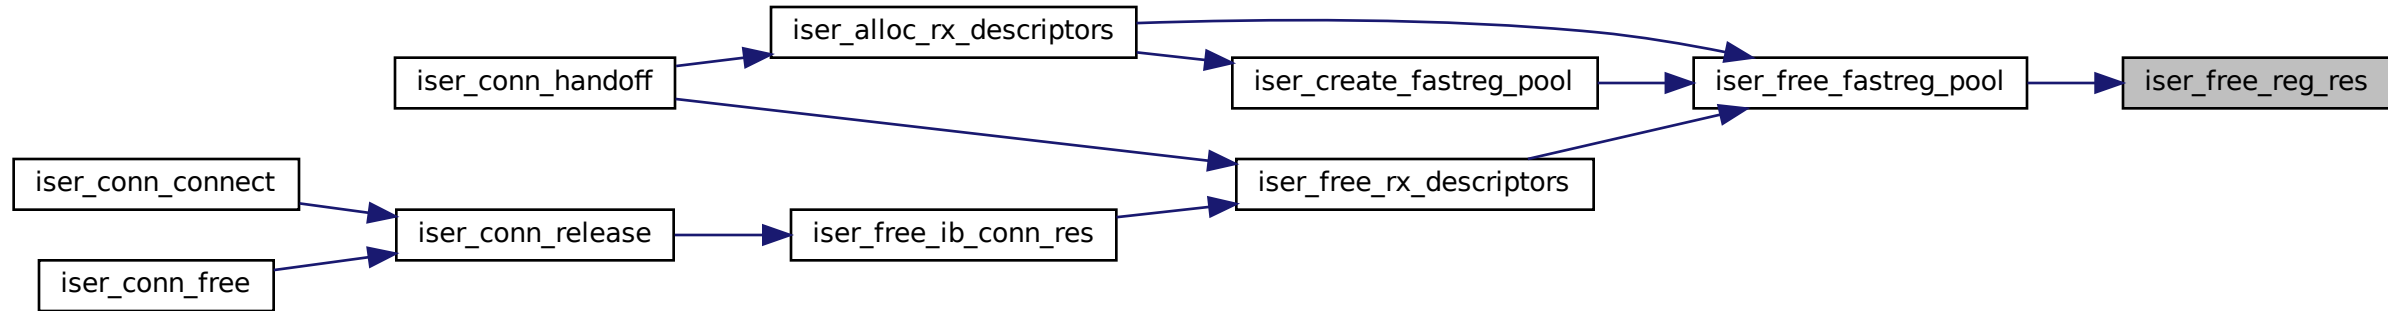 iser_alloc_rx_descriptors
iser_conn_handoff
iser_create_fastreg_pool
iser_free_fastreg_pool
iser_free_reg_res
iser_conn_connect
iser_free_rx_descriptors
iser_conn_release
iser_free_ib_conn_res
iser_conn_free